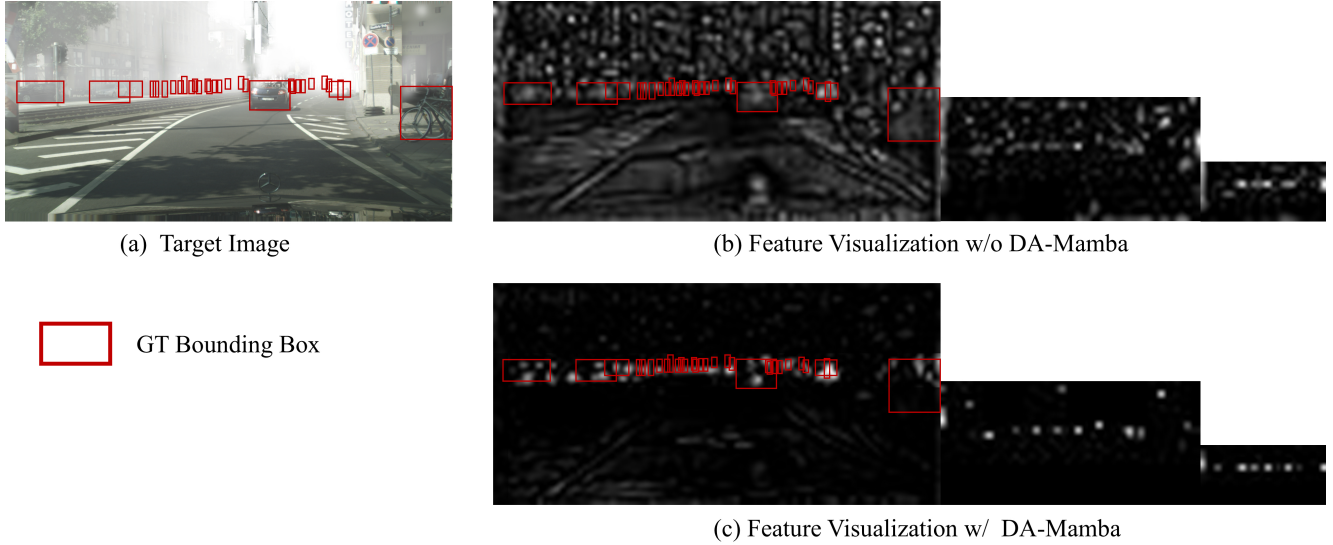 (a) Target Image
(b) Feature Visualization w/o DA-Mamba
GT Bounding Box
(c) Feature Visualization w/ DA-Mamba